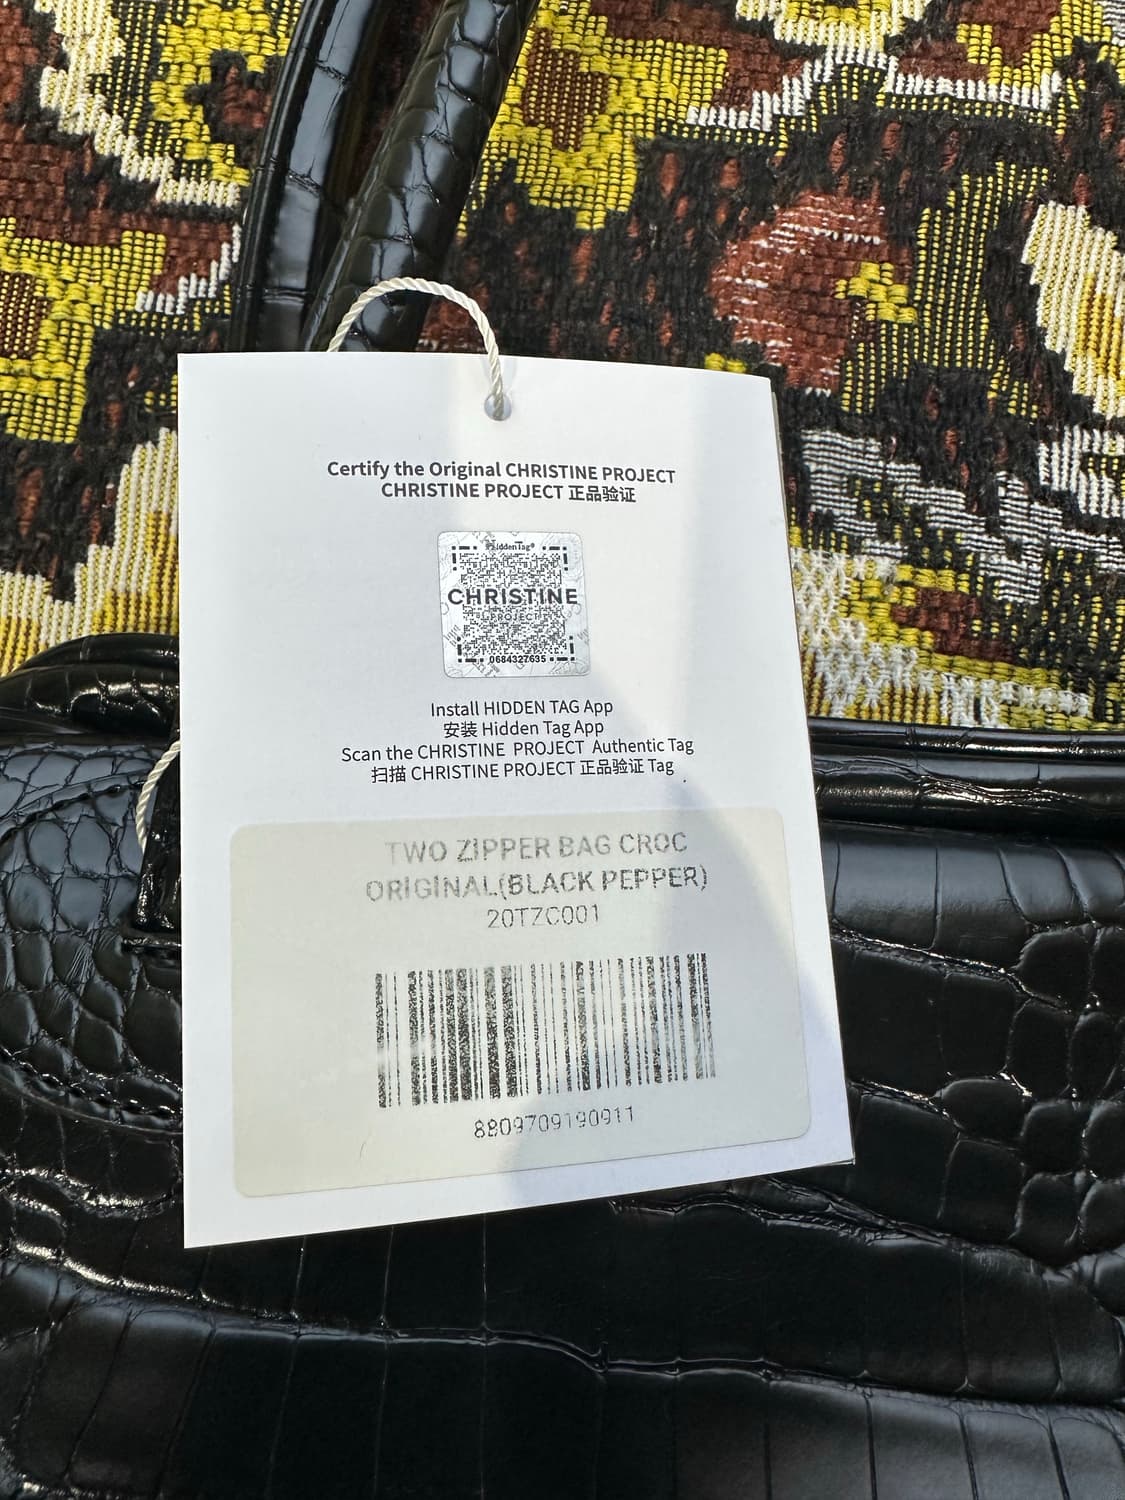 Certify the Original CHRISTINE PROJECT
CHRISTINE PROJECT 正品验证
HiddenTag®
CHRISTINE
PROJECT
0684327635
Install HIDDEN TAG App
安装 Hidden Tag App
Scan the CHRISTINE PROJECT Authentic Tag
扫描 CHRISTINE PROJECT 正品验证 Tag
TWO ZIPPER BAG CROC
ORIGINAL(BLACK PEPPER)
20TZC001
8809709190911